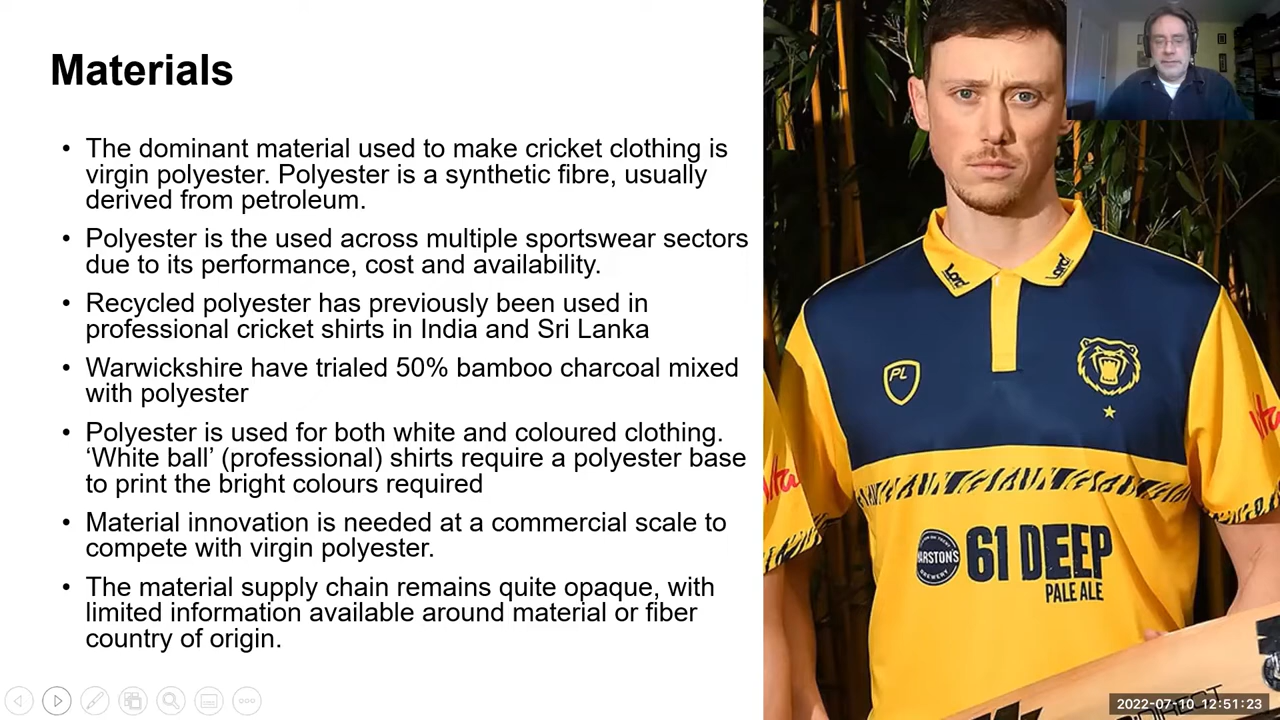 Materials
• The dominant material used to make cricket clothing is
virgin polyester. Polyester is a synthetic fibre, usually
derived from petroleum.
• Polyester is the used across multiple sportswear sectors
due to its performance, cost and availability.
• Recycled polyester has previously been used in
professional cricket shirts in India and Sri Lanka
• Warwickshire have trialed 50% bamboo charcoal mixed
with polyester
• Polyester is used for both white and coloured clothing.
‘White ball’ (professional) shirts require a polyester base
to print the bright colours required
• Material innovation is needed at a commercial scale to
compete with virgin polyester.
• The material supply chain remains quite opaque, with
limited information available around material or fiber
country of origin.
PL
61 DEEP
PALE ALE
2022-07-10 12:51:23